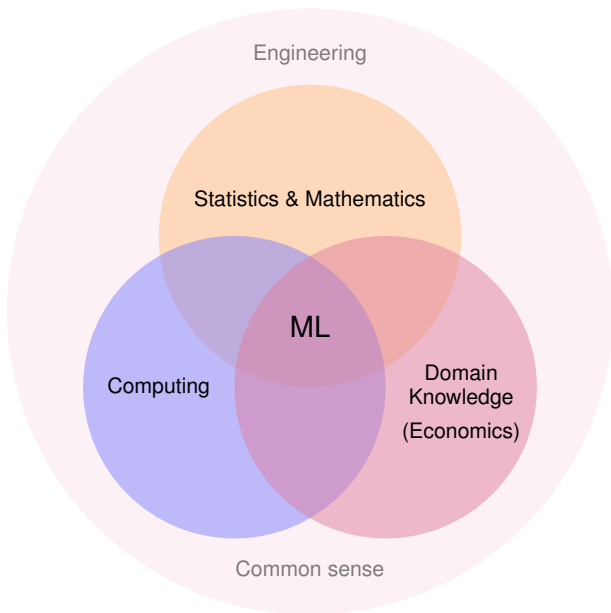 Engineering
Statistics & Mathematics
ML
Computing
Domain
Knowledge
(Economics)
Common sense